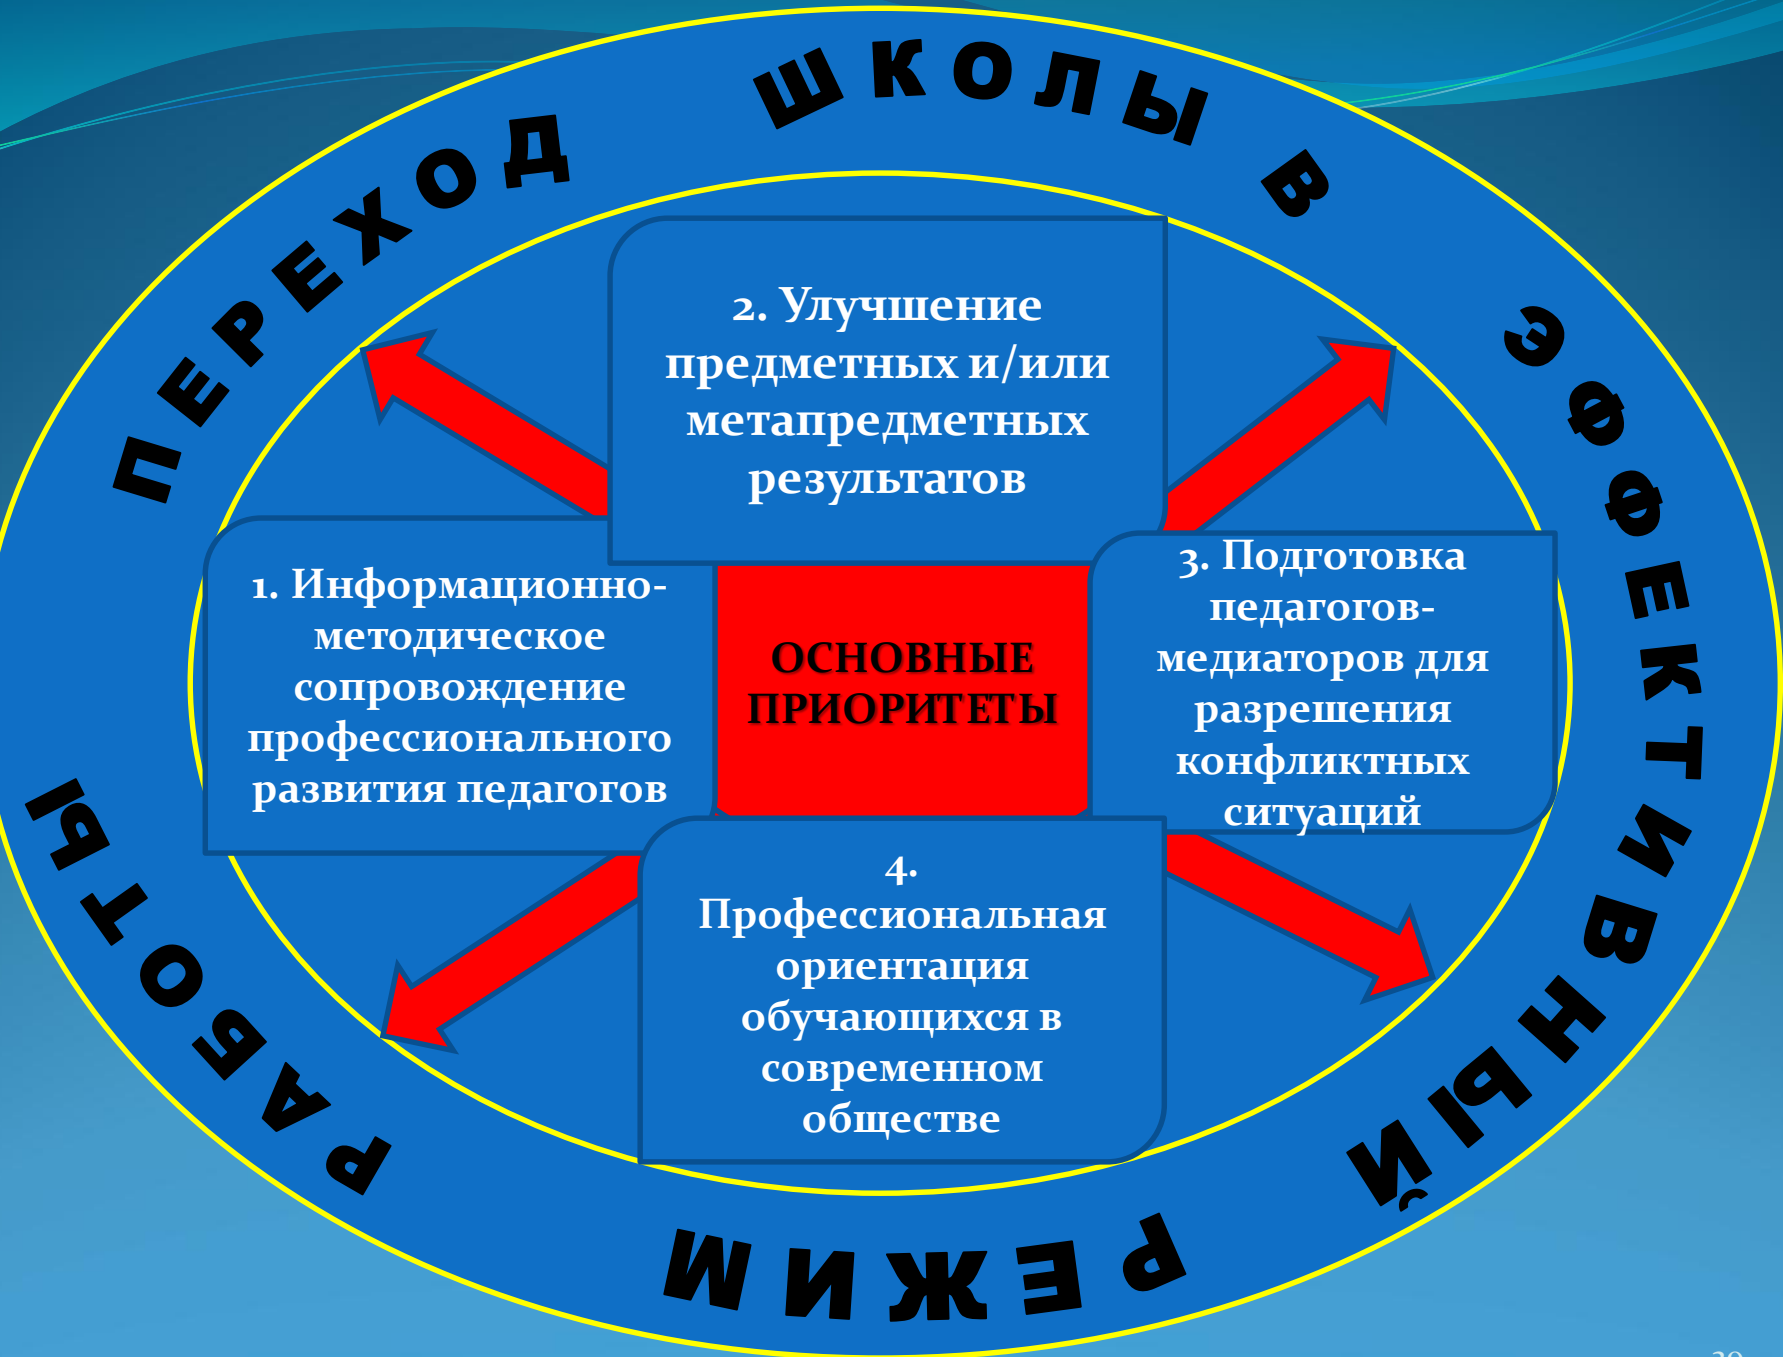 ПЕРЕХОД ШКОЛЫ В ЭФФЕКТИВНЫЙ РЕЖИМ РАБОТЫ
2. Улучшение
предметных и/или
метапредметных
результатов
1. Информационно-
методическое
сопровождение
профессионального
развития педагогов
ОСНОВНЫЕ
ПРИОРИТЕТЫ
3. Подготовка
педагогов-
медиаторов для
разрешения
конфликтных
ситуаций
4.
Профессиональная
ориентация
обучающихся в
современном
обществе